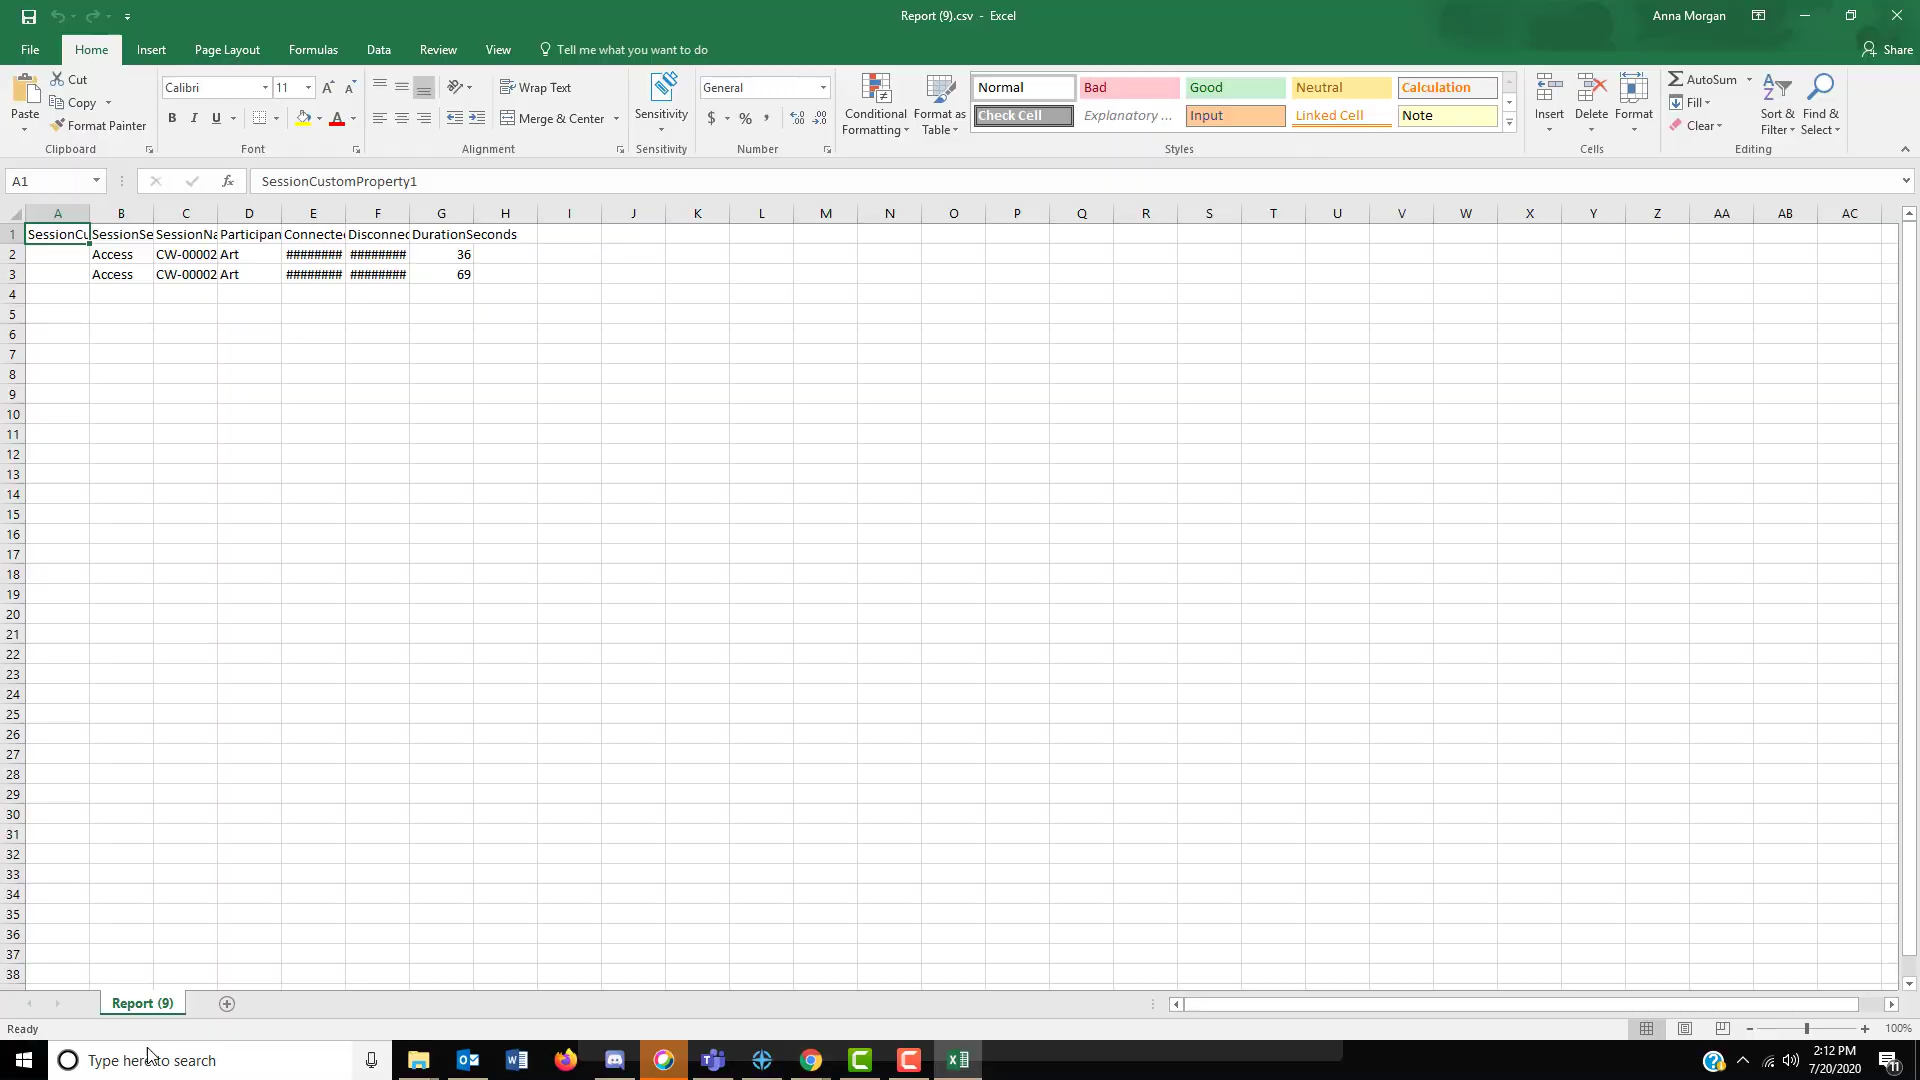 Report (9).csv - Excel
Anna Morgan
File Home Insert Page Layout Formulas Data Review View Tell me what you want to do Share
Paste Cut Copy Format Painter Clipboard
Calibri 11 B I U A A A Font
Wrap Text Merge & Center Alignment
Sensitivity Sensitivity
General $ % , Number
Conditional Formatting Format as Table
Normal Bad Good Neutral Calculation
Check Cell Explanatory ... Input Linked Cell Note
Styles
Insert Delete Format Cells
AutoSum Fill Clear Sort & Filter Find & Select Editing
A1 fx SessionCustomProperty1
A B C D E F G H I J K L M N O P Q R S T U V W X Y Z AA AB AC
1 SessionCu SessionSe SessionNa Participan Connected Disconnec DurationSeconds
2 Access CW-00002 Art ######## ######## 36
3 Access CW-00002 Art ######## ######## 69
4
5
6
7
8
9
10
11
12
13
14
15
16
17
18
19
20
21
22
23
24
25
26
27
28
29
30
31
32
33
34
35
36
37
38
Report (9)
Ready 100%
Type here to search
2:12 PM
7/20/2020
11